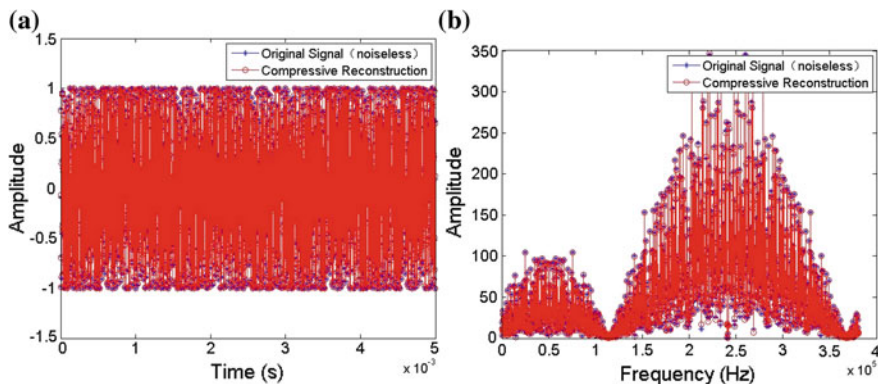 (a)
1.5
1
0.5
0
-0.5
-1
-1.5
Amplitude
Original Signal（noiseless）
Compressive Reconstruction
0 1 2 3 4 5
Time (s)
x 10⁻³
(b)
350
300
250
200
150
100
50
0
Amplitude
Original Signal（noiseless）
Compressive Reconstruction
0 0.5 1 1.5 2 2.5 3 3.5 4
Frequency (Hz)
x 10⁵